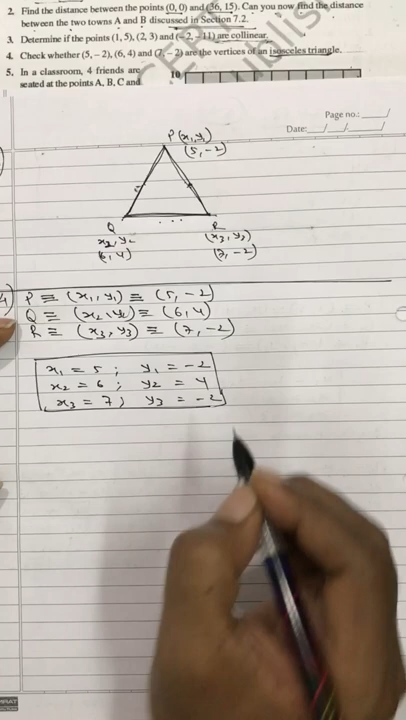 2. Find the distance between the points (0, 0) and (36, 15). Can you now find the distance
between the two towns A and B discussed in Section 7.2.
3. Determine if the points (1, 5), (2, 3) and (– 2, – 11) are collinear.
4. Check whether (5, – 2), (6, 4) and (7, – 2) are the vertices of an isosceles triangle.
5. In a classroom, 4 friends are
seated at the points A, B, C and
10
Page no.:
Date:
P (x₁, y₁)
(5, -2)
Q
x₂, y₂
(6, 4)
R
(x₃, y₃)
(7, -2)
4) P ≡ (x₁, y₁) ≡ (5, -2)
Q ≡ (x₂, y₂) ≡ (6, 4)
R ≡ (x₃, y₃) ≡ (7, -2)
x₁ = 5 ; y₁ = -2
x₂ = 6 ; y₂ = 4
x₃ = 7 ; y₃ = -2